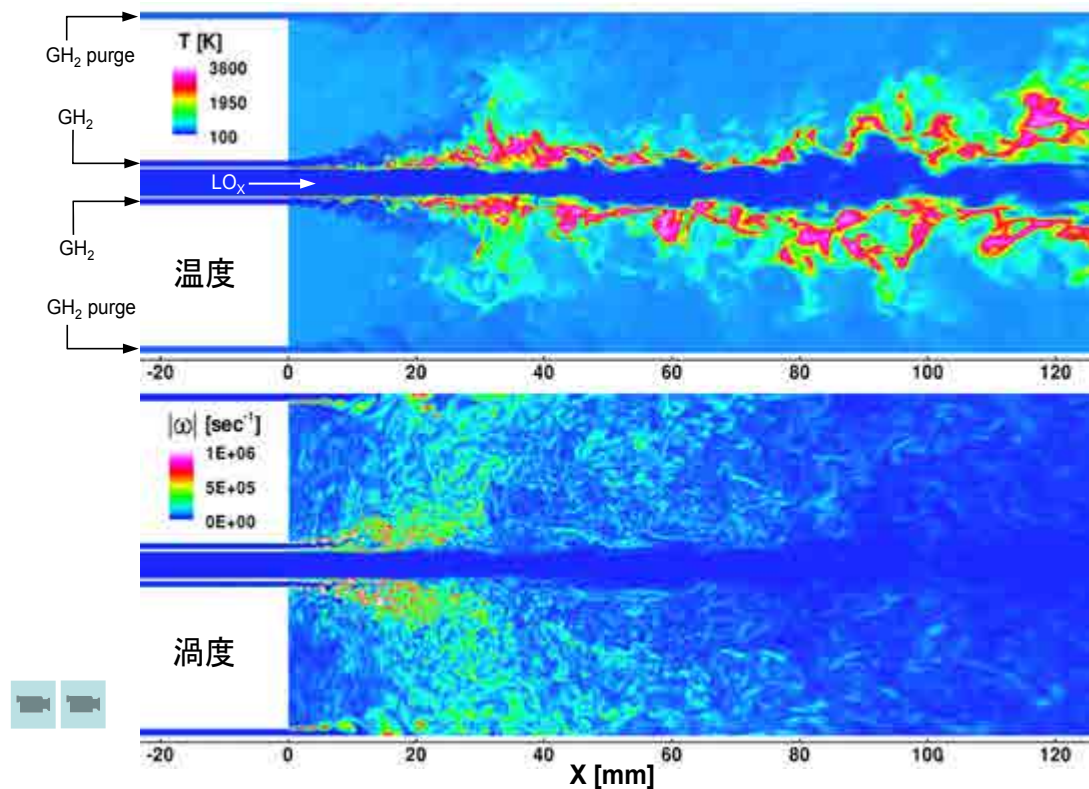 GH₂ purge
T [K]
3800
1950
100
GH₂
LOₓ
GH₂
温度
GH₂ purge
-20 0 20 40 60 80 100 120
|ω| [sec⁻¹]
1E+06
5E+05
0E+00
渦度
-20 0 20 40 60 80 100 120
X [mm]